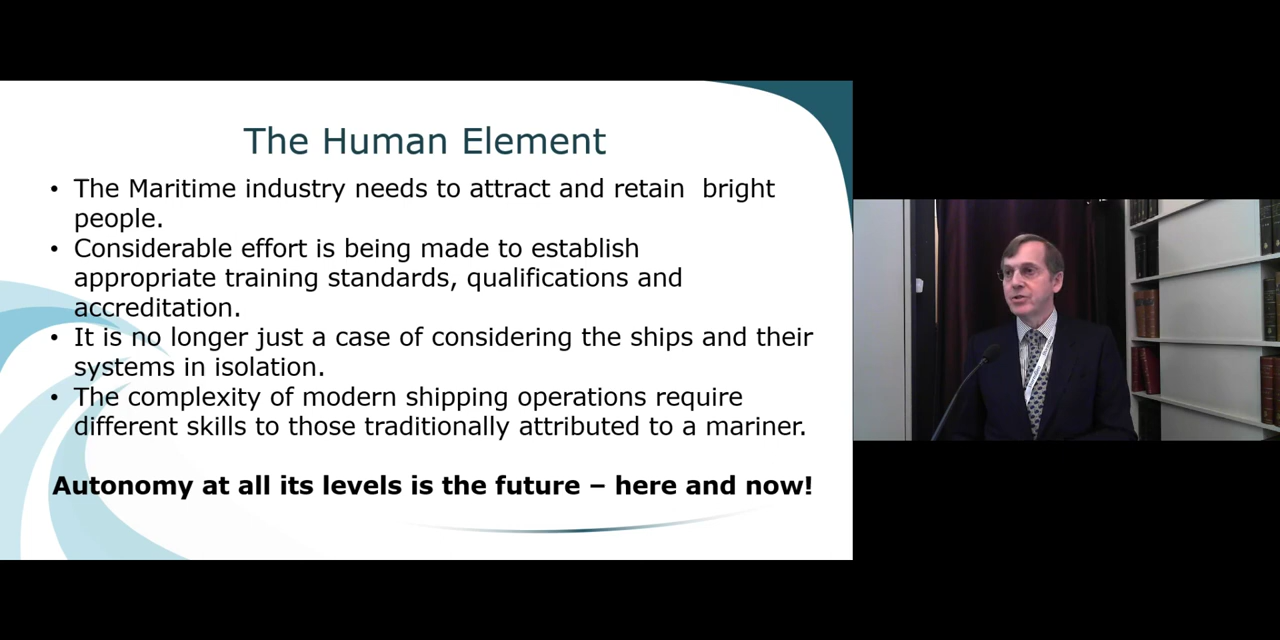 The Human Element
• The Maritime industry needs to attract and retain  bright
people.
• Considerable effort is being made to establish
appropriate training standards, qualifications and
accreditation.
• It is no longer just a case of considering the ships and their
systems in isolation.
• The complexity of modern shipping operations require
different skills to those traditionally attributed to a mariner.
Autonomy at all its levels is the future – here and now!